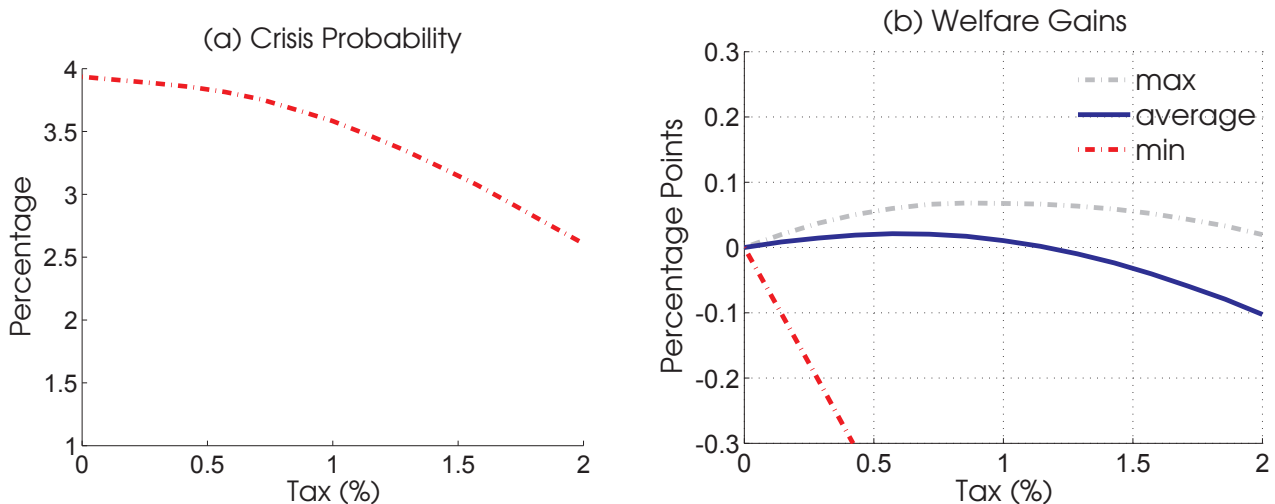 (a) Crisis Probability
Percentage
4
3.5
3
2.5
2
1.5
1
0
0.5
1
1.5
2
Tax (%)
(b) Welfare Gains
Percentage Points
0.3
0.2
0.1
0
-0.1
-0.2
-0.3
max
average
min
0
0.5
1
1.5
2
Tax (%)